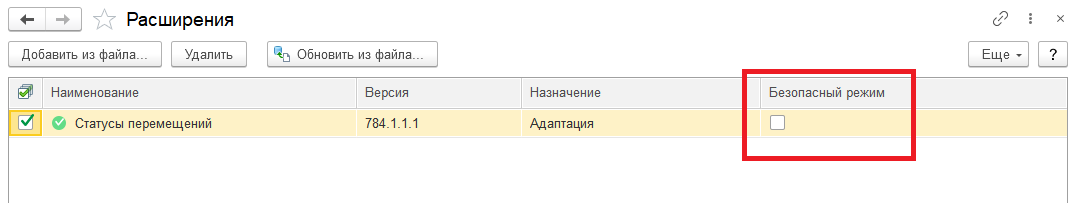 Расширения
Добавить из файла... Удалить Обновить из файла... Еще ?
Наименование Версия Назначение Безопасный режим
Статусы перемещений 784.1.1.1 Адаптация